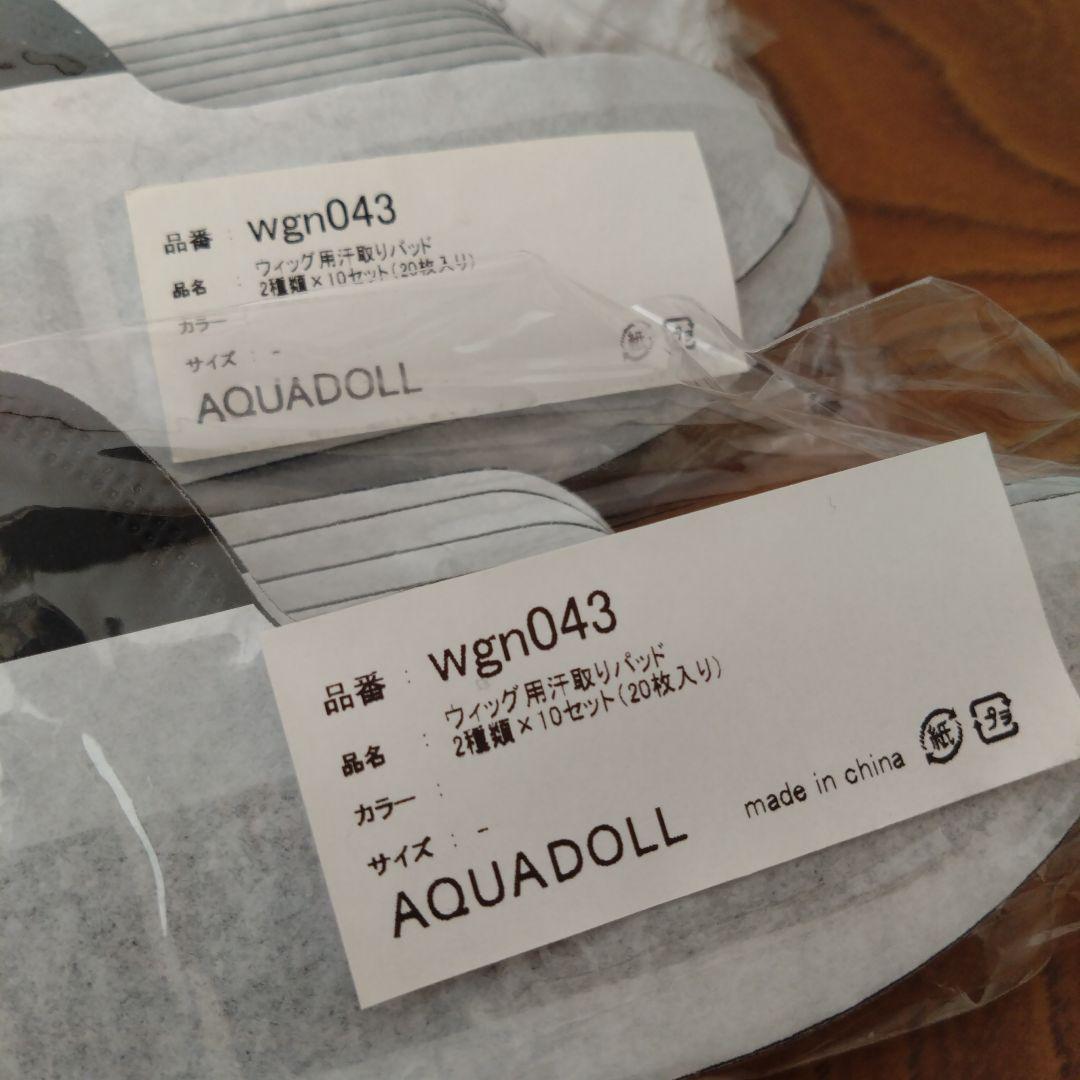 品番 : wgn043
品名 : ウィッグ用汗取りパッド
2種類×10セット(20枚入り)
カラー
サイズ : -
AQUADOLL
紙 プラ
品番 : wgn043
品名 : ウィッグ用汗取りパッド
2種類×10セット(20枚入り)
カラー :
サイズ : -
AQUADOLL
made in china 紙 プラ